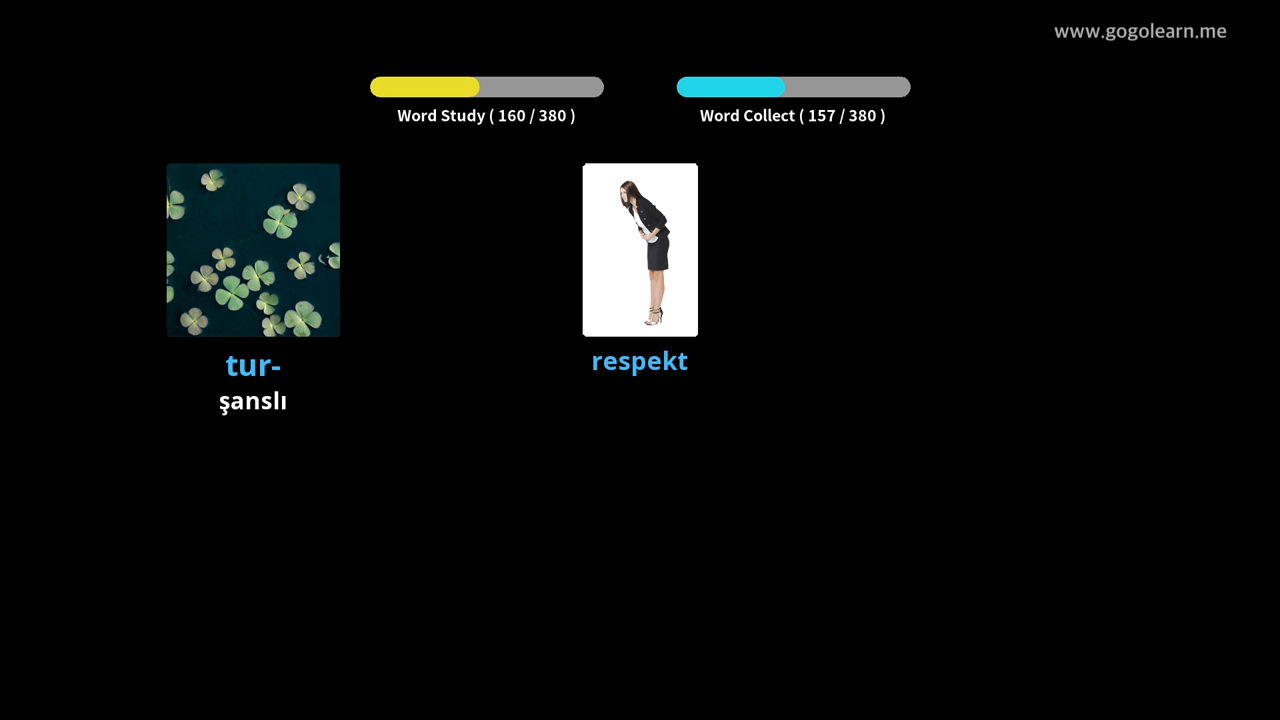 www.gogolearn.me
Word Study ( 160 / 380 )
Word Collect ( 157 / 380 )
tur-
şanslı
respekt